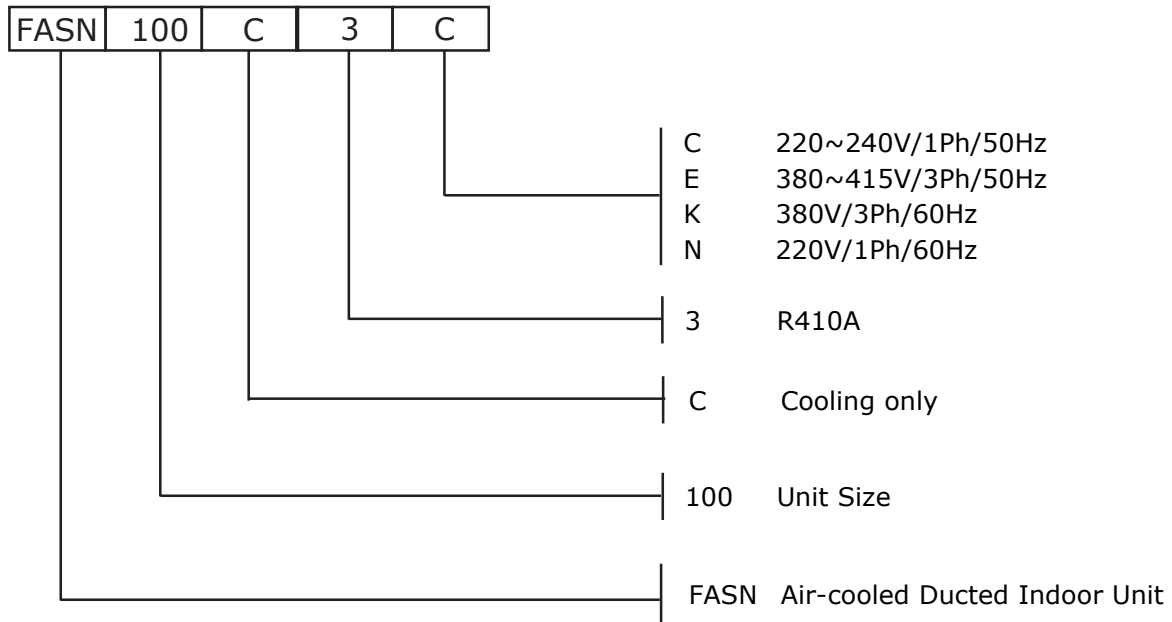 FASN 100 C 3 C
C 220~240V/1Ph/50Hz
E 380~415V/3Ph/50Hz
K 380V/3Ph/60Hz
N 220V/1Ph/60Hz
3 R410A
C Cooling only
100 Unit Size
FASN Air-cooled Ducted Indoor Unit